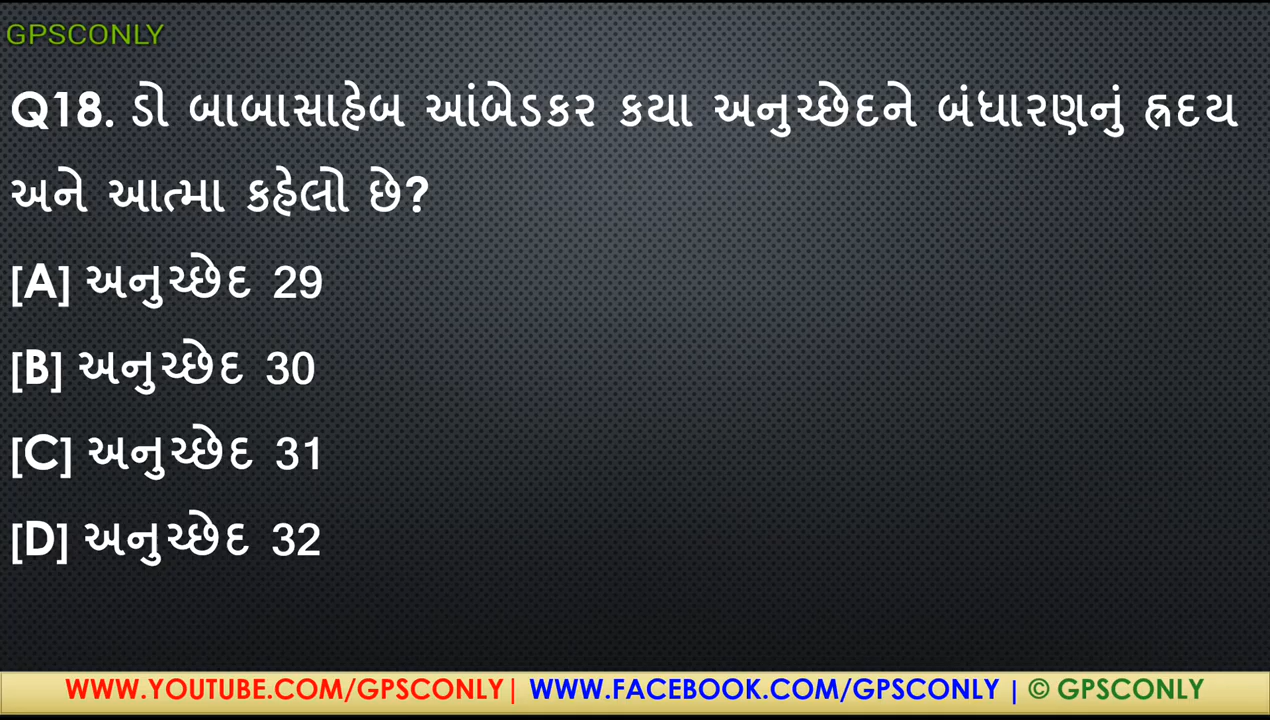 GPSCONLY
Q18. ડો બાબાસાહેબ આંબેડકર કયા અનુચ્છેદને બંધારણનું હ્રદય
અને આત્મા કહેલો છે?
[A] અનુચ્છેદ 29
[B] અનુચ્છેદ 30
[C] અનુચ્છેદ 31
[D] અનુચ્છેદ 32
WWW.YOUTUBE.COM/GPSCONLY| WWW.FACEBOOK.COM/GPSCONLY | © GPSCONLY